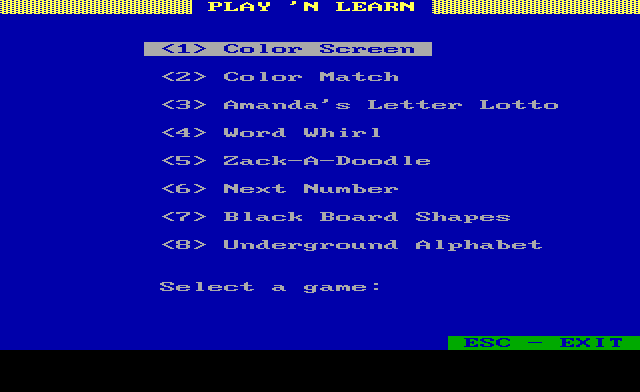 PLAY 'N LEARN
<1> Color Screen
<2> Color Match
<3> Amanda's Letter Lotto
<4> Word Whirl
<5> Zack-A-Doodle
<6> Next Number
<7> Black Board Shapes
<8> Underground Alphabet
Select a game:
ESC - EXIT